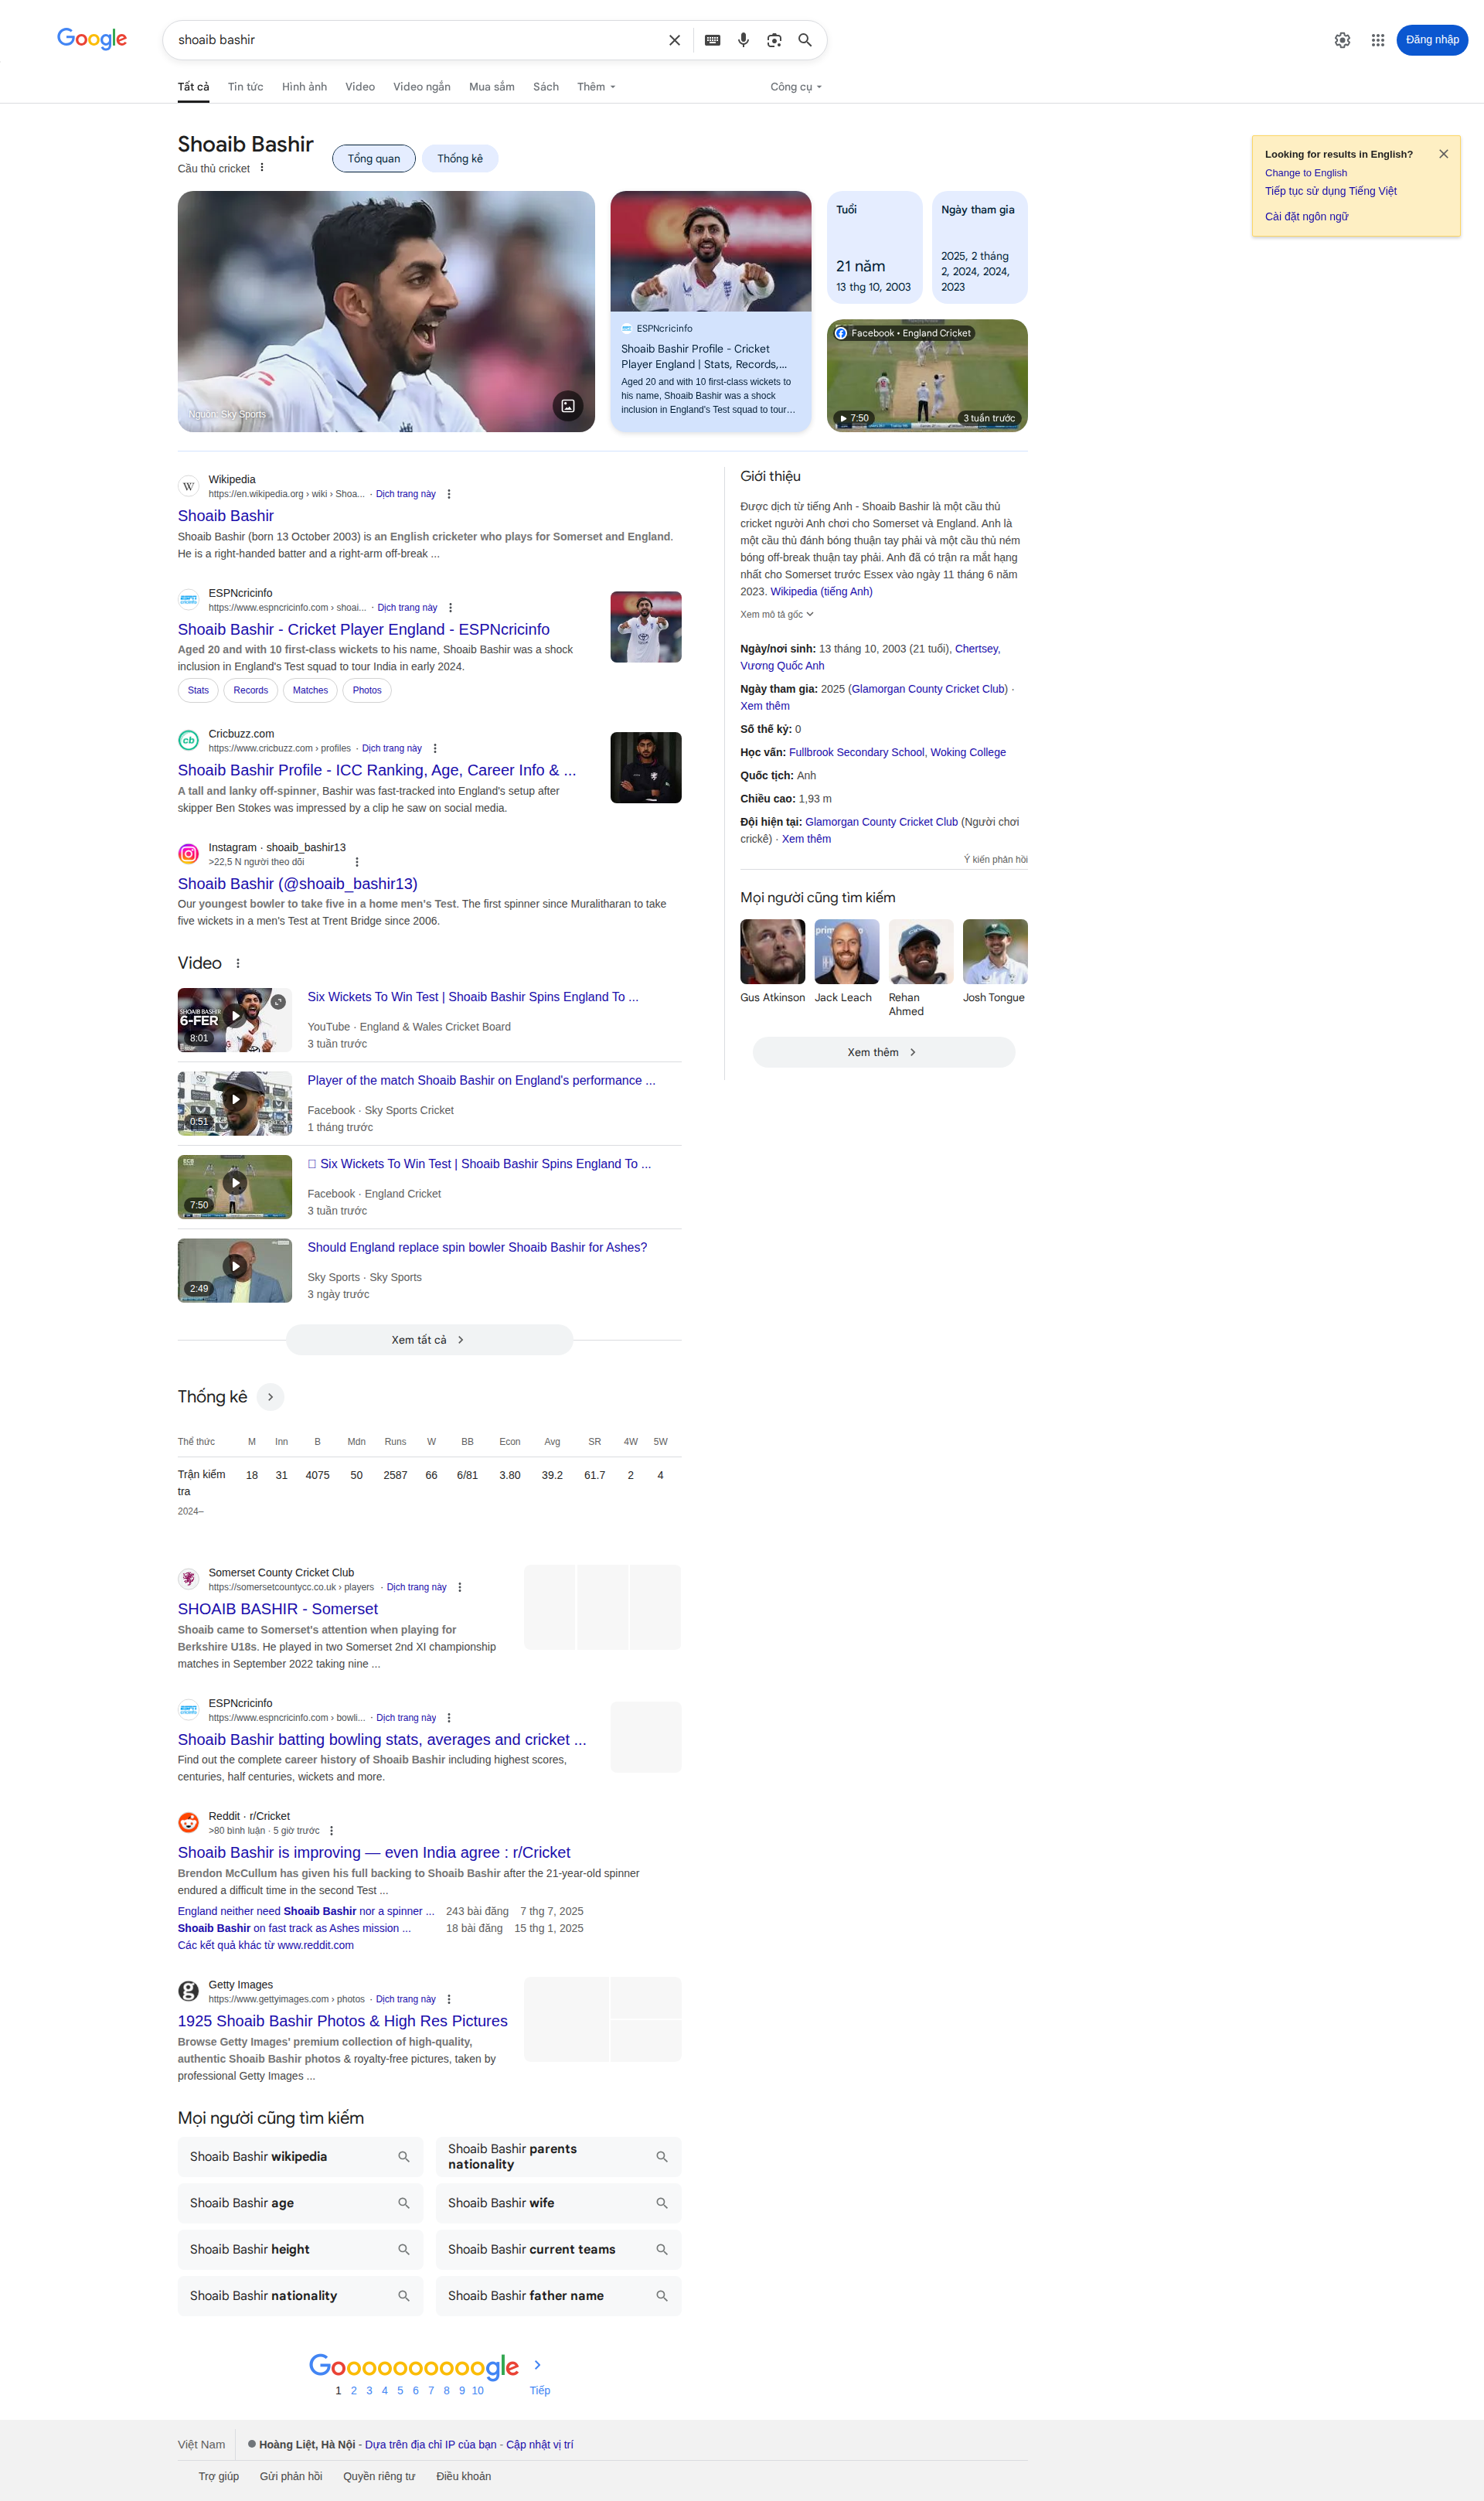 Google
shoaib bashir
Đăng nhập
Tất cả Tin tức Hình ảnh Video Video ngắn Mua sắm Sách Thêm Công cụ
Looking for results in English?
Change to English
Tiếp tục sử dụng Tiếng Việt
Cài đặt ngôn ngữ
Shoaib Bashir
Cầu thủ cricket
Tổng quan Thống kê
Nguồn: Sky Sports
ESPNcricinfo
Shoaib Bashir Profile - Cricket
Player England | Stats, Records,...
Aged 20 and with 10 first-class wickets to
his name, Shoaib Bashir was a shock
inclusion in England's Test squad to tour…
Tuổi
21 năm
13 thg 10, 2003
Ngày tham gia
2025, 2 tháng
2, 2024, 2024,
2023
Facebook • England Cricket
7:50
3 tuần trước
Wikipedia
https://en.wikipedia.org › wiki › Shoa... · Dịch trang này
Shoaib Bashir
Shoaib Bashir (born 13 October 2003) is an English cricketer who plays for Somerset and England.
He is a right-handed batter and a right-arm off-break ...
ESPNcricinfo
https://www.espncricinfo.com › shoai... · Dịch trang này
Shoaib Bashir - Cricket Player England - ESPNcricinfo
Aged 20 and with 10 first-class wickets to his name, Shoaib Bashir was a shock
inclusion in England's Test squad to tour India in early 2024.
Stats Records Matches Photos
Cricbuzz.com
https://www.cricbuzz.com › profiles · Dịch trang này
Shoaib Bashir Profile - ICC Ranking, Age, Career Info & ...
A tall and lanky off-spinner, Bashir was fast-tracked into England's setup after
skipper Ben Stokes was impressed by a clip he saw on social media.
Instagram · shoaib_bashir13
>22,5 N người theo dõi
Shoaib Bashir (@shoaib_bashir13)
Our youngest bowler to take five in a home men's Test. The first spinner since Muralitharan to take
five wickets in a men's Test at Trent Bridge since 2006.
Video
SHOAIB BASHIR
6-FER
8:01
Six Wickets To Win Test | Shoaib Bashir Spins England To ...
YouTube · England & Wales Cricket Board
3 tuần trước
0:51
Player of the match Shoaib Bashir on England's performance ...
Facebook · Sky Sports Cricket
1 tháng trước
7:50
Six Wickets To Win Test | Shoaib Bashir Spins England To ...
Facebook · England Cricket
3 tuần trước
2:49
Should England replace spin bowler Shoaib Bashir for Ashes?
Sky Sports · Sky Sports
3 ngày trước
Xem tất cả
Thống kê
Thể thức M Inn B Mdn Runs W BB Econ Avg SR 4W 5W
Trận kiểm 18 31 4075 50 2587 66 6/81 3.80 39.2 61.7 2 4
tra
2024–
Somerset County Cricket Club
https://somersetcountycc.co.uk › players · Dịch trang này
SHOAIB BASHIR - Somerset
Shoaib came to Somerset's attention when playing for
Berkshire U18s. He played in two Somerset 2nd XI championship
matches in September 2022 taking nine ...
ESPNcricinfo
https://www.espncricinfo.com › bowli... · Dịch trang này
Shoaib Bashir batting bowling stats, averages and cricket ...
Find out the complete career history of Shoaib Bashir including highest scores,
centuries, half centuries, wickets and more.
Reddit · r/Cricket
>80 bình luận · 5 giờ trước
Shoaib Bashir is improving — even India agree : r/Cricket
Brendon McCullum has given his full backing to Shoaib Bashir after the 21-year-old spinner
endured a difficult time in the second Test ...
England neither need Shoaib Bashir nor a spinner ... 243 bài đăng 7 thg 7, 2025
Shoaib Bashir on fast track as Ashes mission ... 18 bài đăng 15 thg 1, 2025
Các kết quả khác từ www.reddit.com
Getty Images
https://www.gettyimages.com › photos · Dịch trang này
1925 Shoaib Bashir Photos & High Res Pictures
Browse Getty Images' premium collection of high-quality,
authentic Shoaib Bashir photos & royalty-free pictures, taken by
professional Getty Images ...
Giới thiệu
Được dịch từ tiếng Anh - Shoaib Bashir là một cầu thủ
cricket người Anh chơi cho Somerset và England. Anh là
một cầu thủ đánh bóng thuận tay phải và một cầu thủ ném
bóng off-break thuận tay phải. Anh đã có trận ra mắt hạng
nhất cho Somerset trước Essex vào ngày 11 tháng 6 năm
2023. Wikipedia (tiếng Anh)
Xem mô tả gốc
Ngày/nơi sinh: 13 tháng 10, 2003 (21 tuổi), Chertsey,
Vương Quốc Anh
Ngày tham gia: 2025 (Glamorgan County Cricket Club) ·
Xem thêm
Số thế kỷ: 0
Học vấn: Fullbrook Secondary School, Woking College
Quốc tịch: Anh
Chiều cao: 1,93 m
Đội hiện tại: Glamorgan County Cricket Club (Người chơi
crickê) · Xem thêm
Ý kiến phản hồi
Mọi người cũng tìm kiếm
Gus Atkinson Jack Leach Rehan Josh Tongue
Ahmed
Xem thêm
Mọi người cũng tìm kiếm
Shoaib Bashir wikipedia
Shoaib Bashir parents
nationality
Shoaib Bashir age
Shoaib Bashir wife
Shoaib Bashir height
Shoaib Bashir current teams
Shoaib Bashir nationality
Shoaib Bashir father name
Goooooooooogle
1 2 3 4 5 6 7 8 9 10 Tiếp
Việt Nam Hoàng Liệt, Hà Nội - Dựa trên địa chỉ IP của bạn - Cập nhật vị trí
Trợ giúp Gửi phản hồi Quyền riêng tư Điều khoản